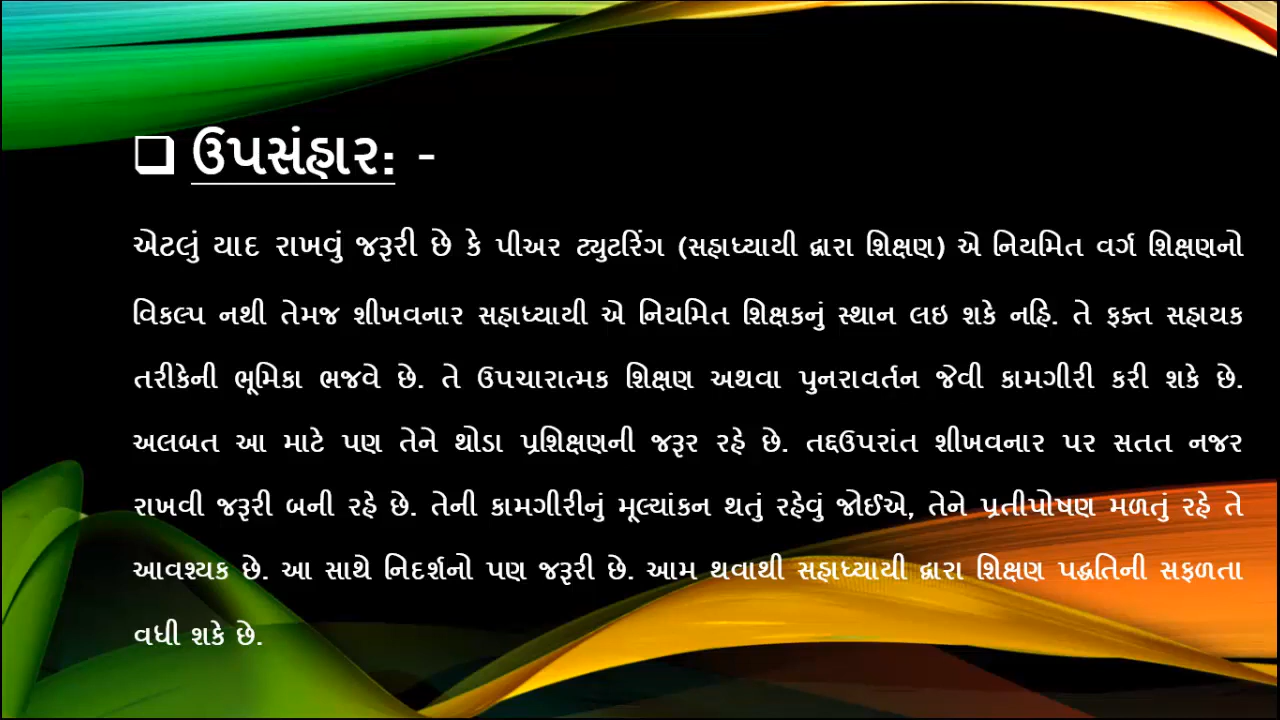 ❑ ઉપસંહાર: -
એટલું યાદ રાખવું જરૂરી છે કે પીઅર ટ્યુટરિંગ (સહાધ્યાયી દ્વારા શિક્ષણ) એ નિયમિત વર્ગ શિક્ષણનો
વિકલ્પ નથી તેમજ શીખવનાર સહાધ્યાયી એ નિયમિત શિક્ષકનું સ્થાન લઇ શકે નહિ. તે ફક્ત સહાયક
તરીકેની ભૂમિકા ભજવે છે. તે ઉપચારાત્મક શિક્ષણ અથવા પુનરાવર્તન જેવી કામગીરી કરી શકે છે.
અલબત આ માટે પણ તેને થોડા પ્રશિક્ષણની જરૂર રહે છે. તદ્દઉપરાંત શીખવનાર પર સતત નજર
રાખવી જરૂરી બની રહે છે. તેની કામગીરીનું મૂલ્યાંકન થતું રહેવું જોઈએ, તેને પ્રતીપોષણ મળતું રહે તે
આવશ્યક છે. આ સાથે નિદર્શનો પણ જરૂરી છે. આમ થવાથી સહાધ્યાયી દ્વારા શિક્ષણ પદ્ધતિની સફળતા
વધી શકે છે.